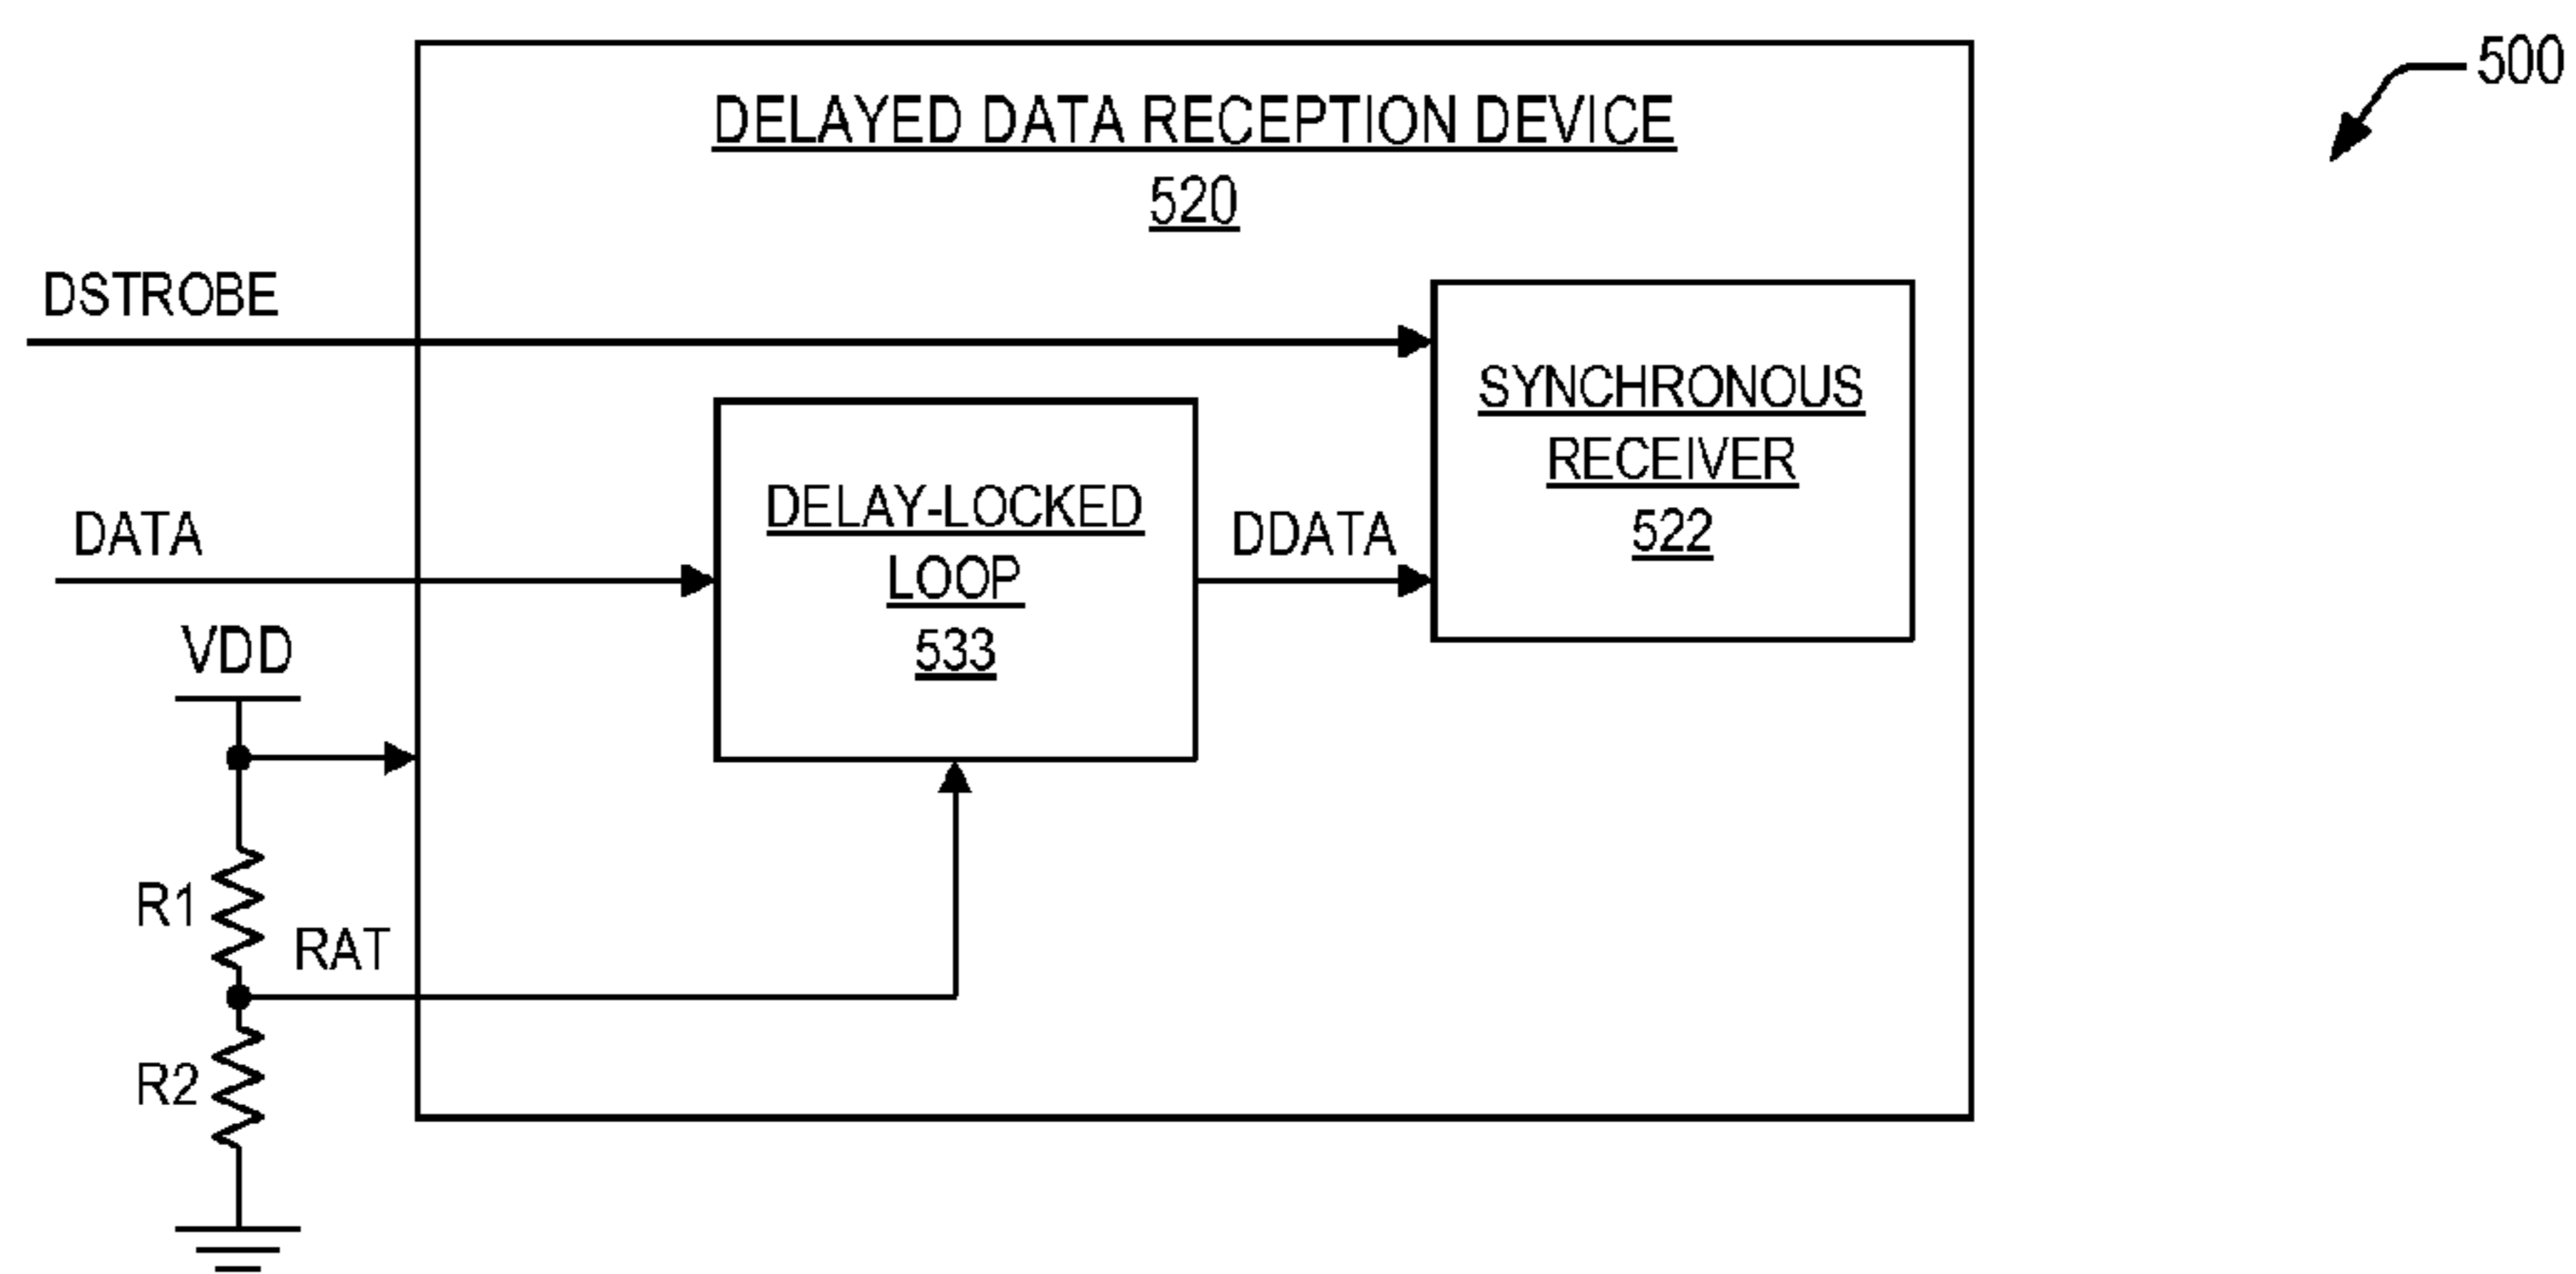 500
DELAYED DATA RECEPTION DEVICE
520
DSTROBE
SYNCHRONOUS
RECEIVER
522
DATA
DELAY-LOCKED
LOOP
533
DDATA
VDD
R1
RAT
R2